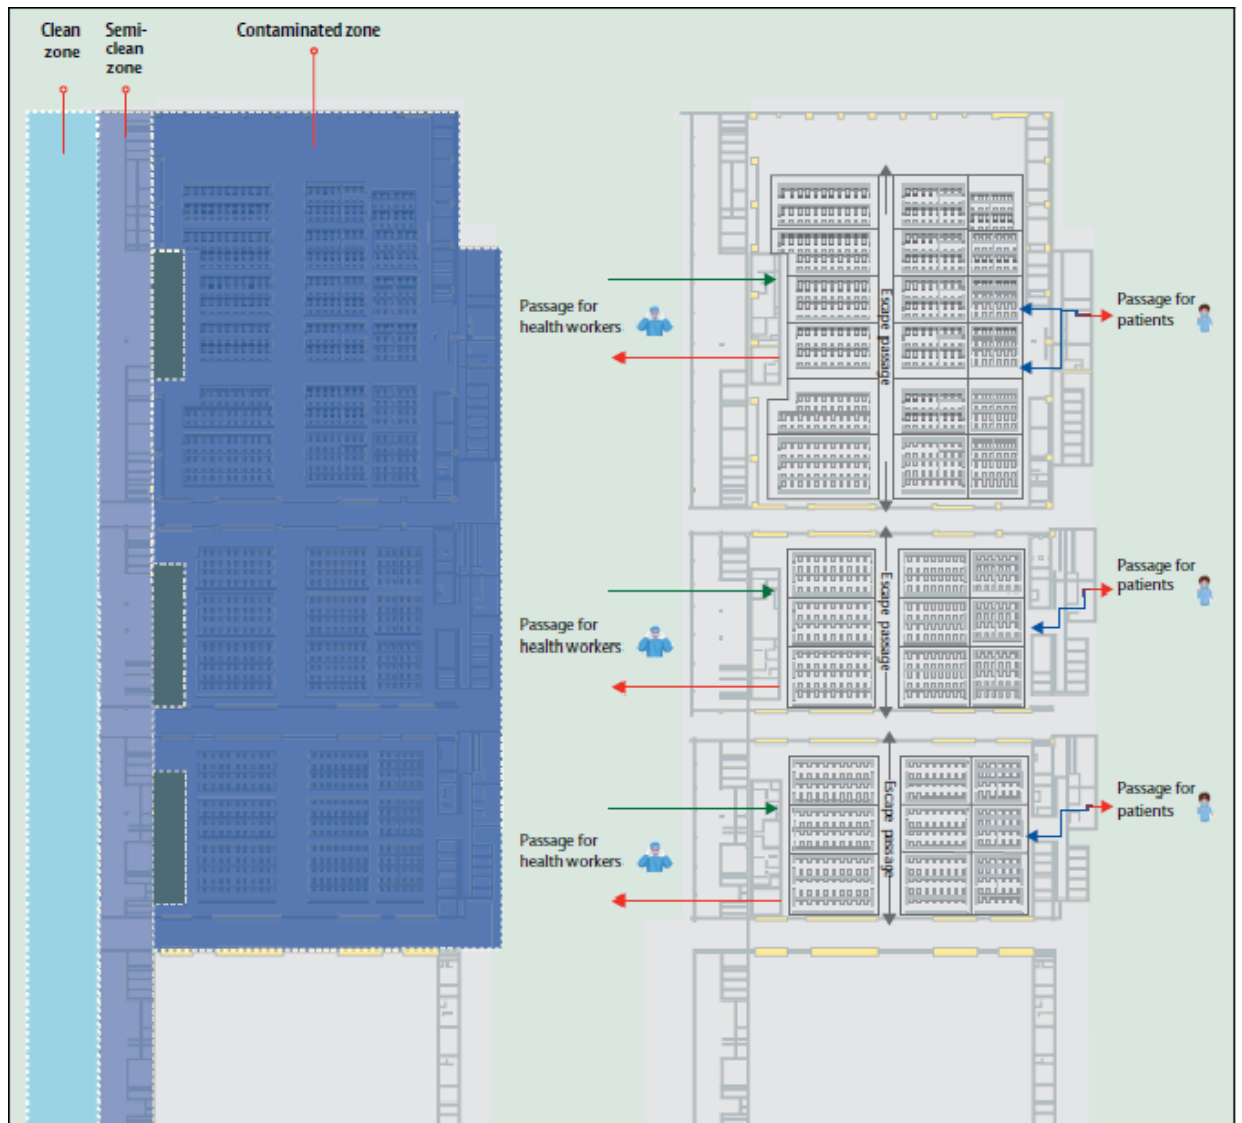 Clean
zone
Semi-
clean
zone
Contaminated zone
Passage for
health workers
Escape passage
Passage for
patients
Passage for
health workers
Escape passage
Passage for
patients
Passage for
health workers
Escape passage
Passage for
patients